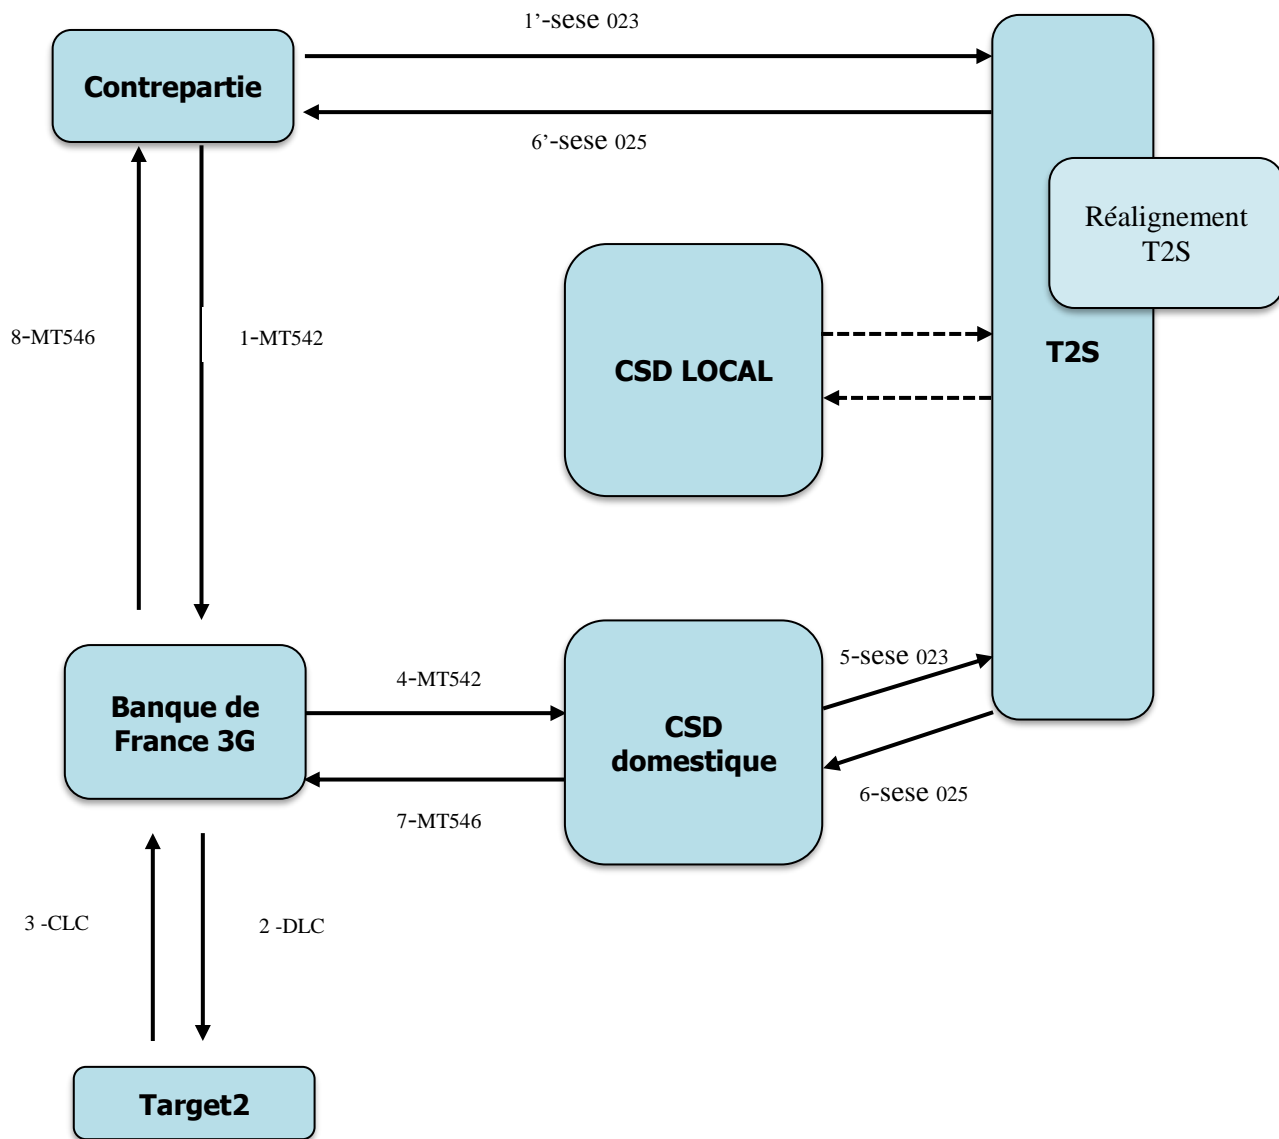 1’-sese 023
Contrepartie
6’-sese 025
Réalignement
T2S
8-MT546
1-MT542
CSD LOCAL
T2S
Banque de
France 3G
4-MT542
7-MT546
CSD
domestique
5-sese 023
6-sese 025
3 -CLC
2 -DLC
Target2